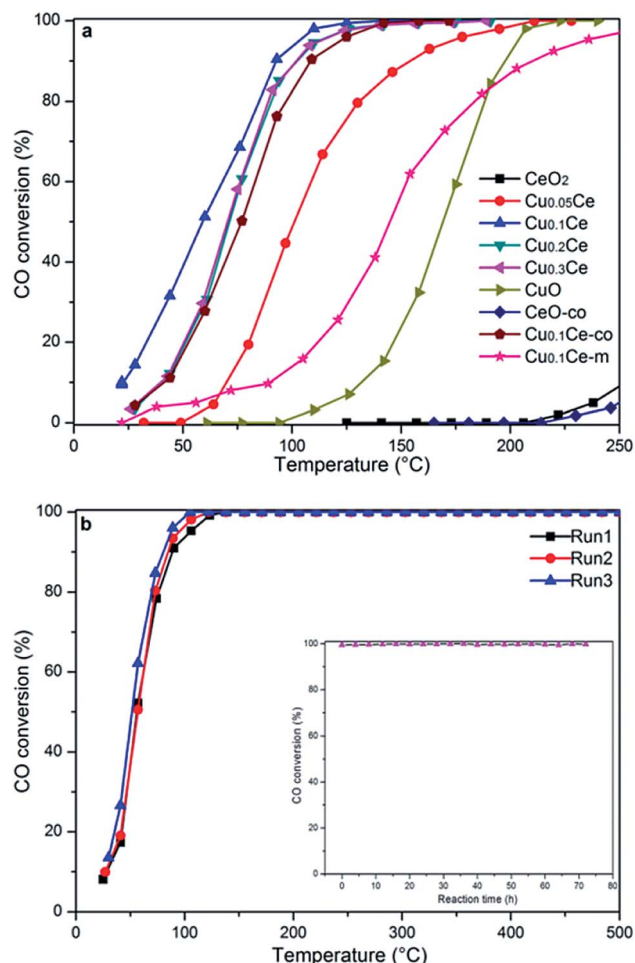 a
100
80
60
40
20
0
CO conversion (%)
CeO2
Cu0.05Ce
Cu0.1Ce
Cu0.2Ce
Cu0.3Ce
CuO
CeO-co
Cu0.1Ce-co
Cu0.1Ce-m
0 50 100 150 200 250
Temperature (°C)
b
100
80
60
40
20
0
CO conversion (%)
Run1
Run2
Run3
100
80
60
40
20
0
CO conversion (%)
0 10 20 30 40 50 60 70 80
Reaction time (h)
0 100 200 300 400 500
Temperature (°C)